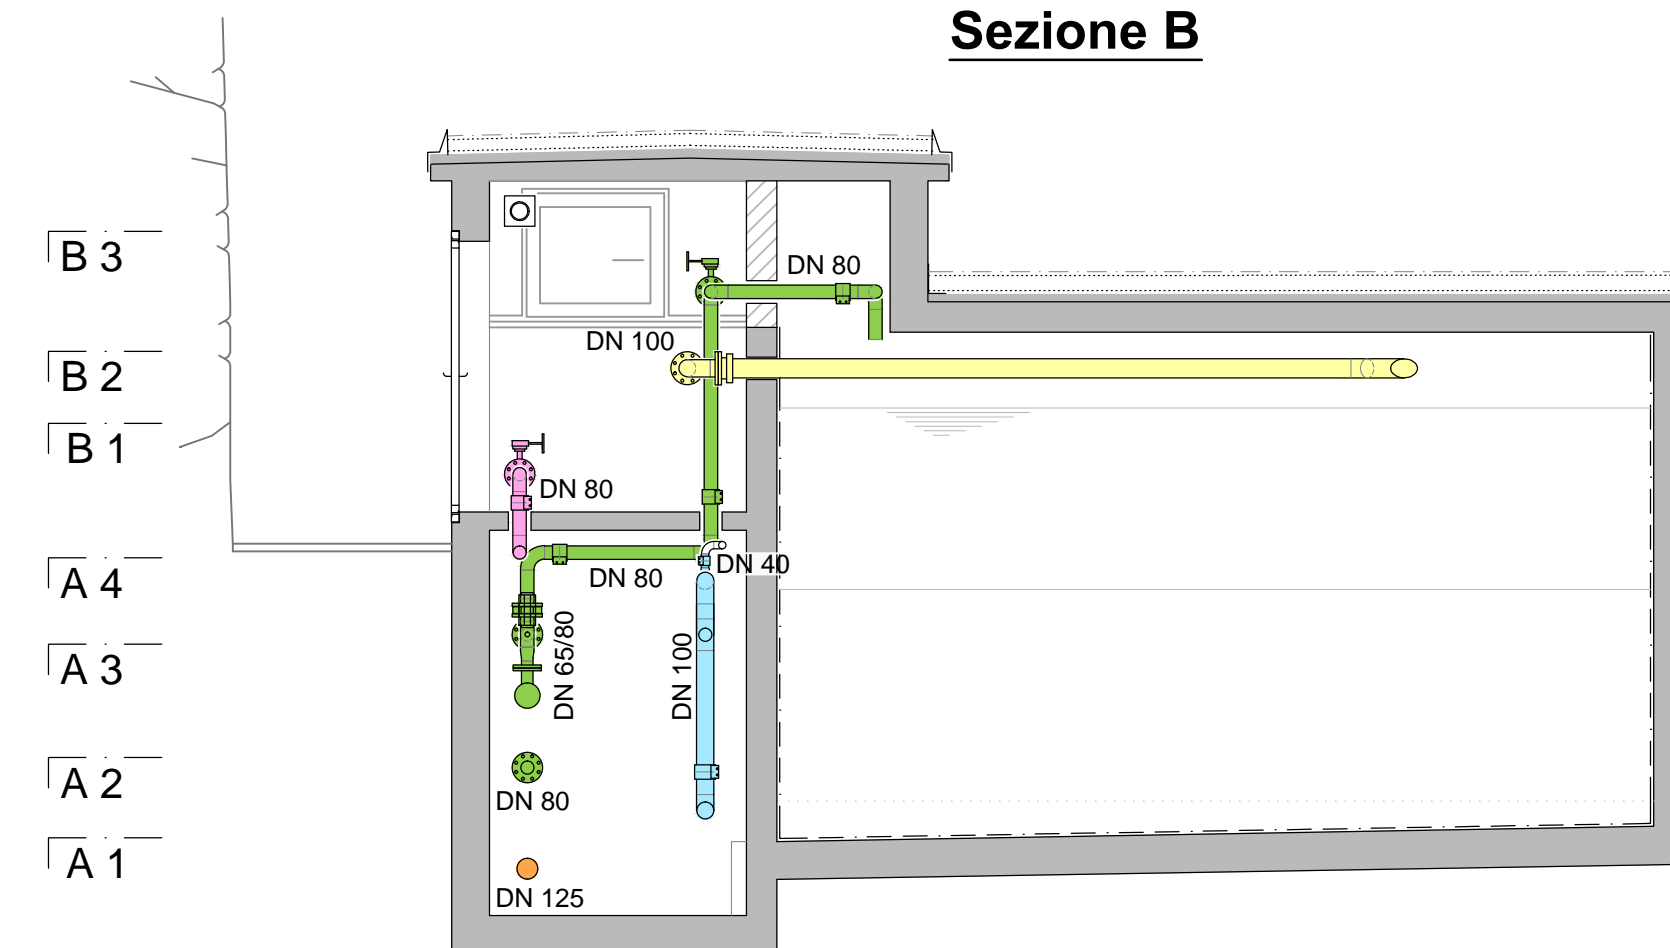 Sezione B
B 3
DN 80
DN 100
B 2
B 1
DN 80
A 4
DN 80
DN 40
A 3
DN 65/80
DN 100
A 2
DN 80
A 1
DN 125